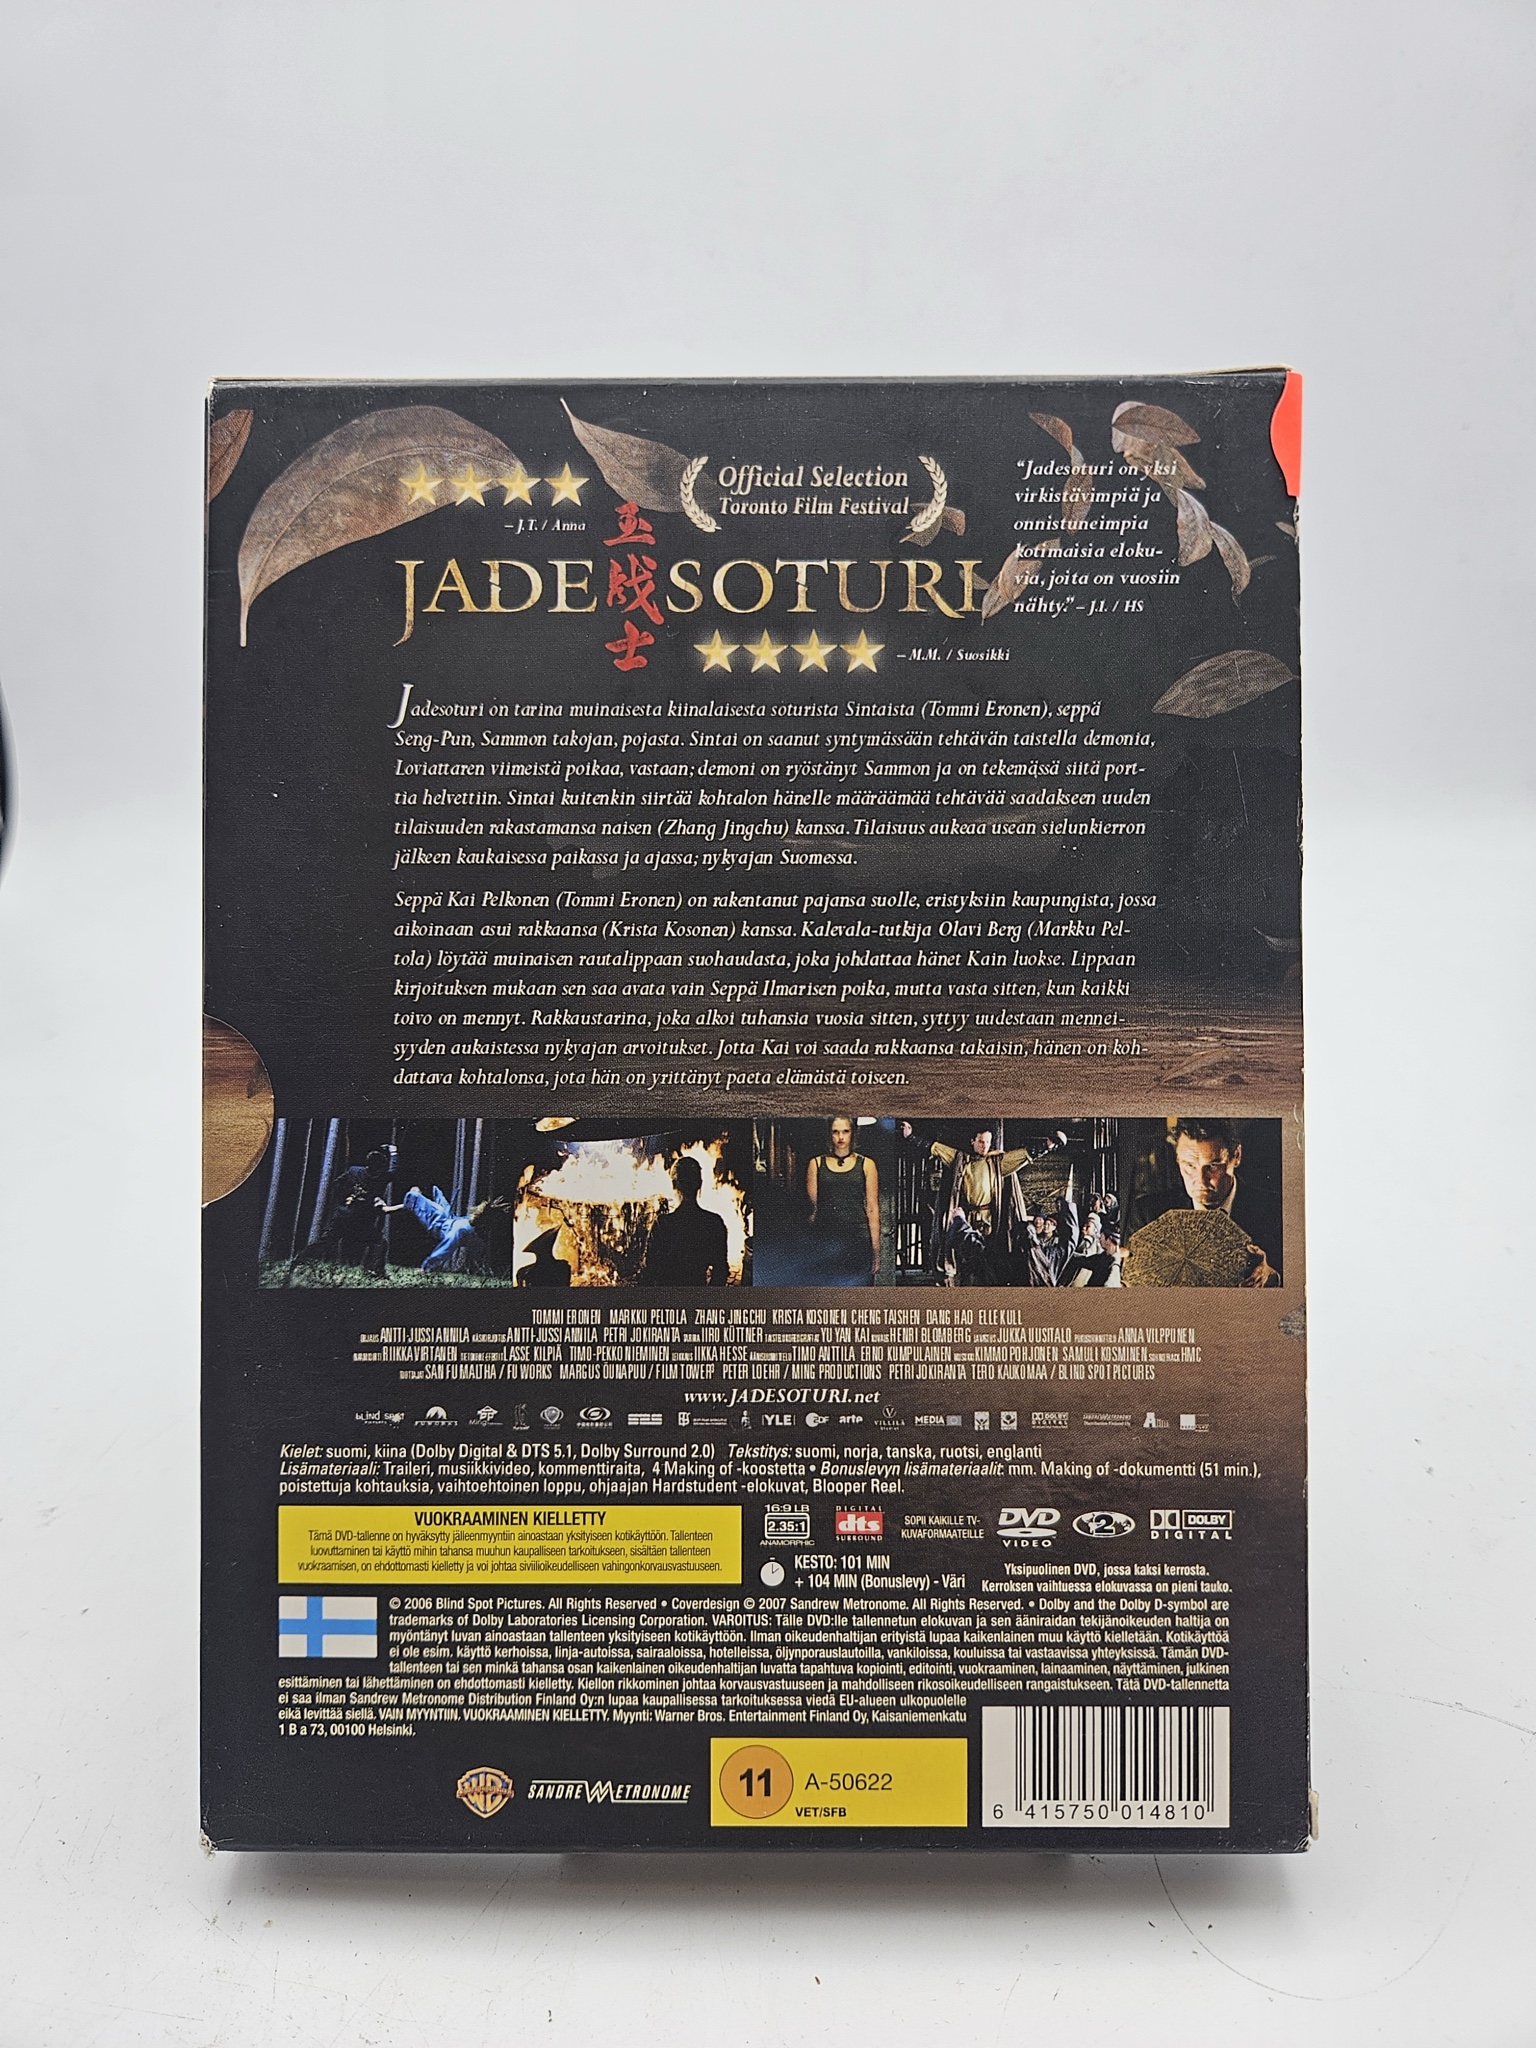 – J.T. / Anna
Official Selection
Toronto Film Festival
“Jadesoturi on yksi
virkistävimpiä ja
onnistuneimpia
kotimaisia eloku-
via, joita on vuosiin
nähty.” – J.I. / HS
JADESOTURI
玉
战
士
– M.M. / Suosikki
Jadesoturi on tarina muinaisesta kiinalaisesta soturista Sintaista (Tommi Eronen), seppä
Seng-Pun, Sammon takojan, pojasta. Sintai on saanut syntymässään tehtävän taistella demonia,
Loviattaren viimeistä poikaa, vastaan; demoni on ryöstänyt Sammon ja on tekemässä siitä port-
tia helvettiin. Sintai kuitenkin siirtää kohtalon hänelle määräämää tehtävää saadakseen uuden
tilaisuuden rakastamansa naisen (Zhang Jingchu) kanssa. Tilaisuus aukeaa usean sielunkierron
jälkeen kaukaisessa paikassa ja ajassa; nykyajan Suomessa.
Seppä Kai Pelkonen (Tommi Eronen) on rakentanut pajansa suolle, eristyksiin kaupungista, jossa
aikoinaan asui rakkaansa (Krista Kosonen) kanssa. Kalevala-tutkija Olavi Berg (Markku Pel-
tola) löytää muinaisen rautalippaan suohaudasta, joka johdattaa hänet Kain luokse. Lippaan
kirjoituksen mukaan sen saa avata vain Seppä Ilmarisen poika, mutta vasta sitten, kun kaikki
toivo on mennyt. Rakkaustarina, joka alkoi tuhansia vuosia sitten, syttyy uudestaan mennei-
syyden aukaistessa nykyajan arvoitukset. Jotta Kai voi saada rakkaansa takaisin, hänen on koh-
dattava kohtalonsa, jota hän on yrittänyt paeta elämästä toiseen.
TOMMI ERONEN MARKKU PELTOLA ZHANG JINGCHU KRISTA KOSONEN CHENG TAISHEN DANG HAO ELLE KULL
OHJAUS ANTTI-JUSSI ANNILA KÄSIKIRJOITUS ANTTI-JUSSI ANNILA PETRI JOKIRANTA TARINA IIRO KÜTTNER YU YAN KAI KUVAUS HENRI BLOMBERG LAVASTUS JUKKA UUSITALO PUKUSUUNNITTELU ANNA VILPPUNEN
RIIKKA VIRTANEN LASSE KILPIÄ TIMO-PEKKO NIEMINEN LEIKKAUS IIKKA HESSE ÄÄNISUUNNITTELU TIMO ANTTILA ERNO KUMPULAINEN MUSIIKKI KIMMO POHJONEN SAMULI KOSMINEN SOUNDTRACK HMC
TUOTTAJAT SAN FU MALTHA / FU WORKS MARGUS ÕUNAPUU / FILM TOWER PETER LOEHR / MING PRODUCTIONS PETRI JOKIRANTA TERO KAUKOMAA / BLIND SPOT PICTURES
www.JADESOTURI.net
BLIND SPOT YLE ZDF arte VILLILÄ MEDIA DOLBY
Kielet: suomi, kiina (Dolby Digital & DTS 5.1, Dolby Surround 2.0) Tekstitys: suomi, norja, tanska, ruotsi, englanti
Lisämateriaali: Traileri, musiikkivideo, kommenttiraita, 4 Making of -koostetta • Bonuslevyn lisämateriaalit: mm. Making of -dokumentti (51 min.),
poistettuja kohtauksia, vaihtoehtoinen loppu, ohjaajan Hardstudent -elokuvat, Blooper Reel.
VUOKRAAMINEN KIELLETTY
Tämä DVD-tallenne on hyväksytty jälleenmyyntiin ainoastaan yksityiseen kotikäyttöön. Tallenteen
luovuttaminen tai käyttö mihin tahansa muuhun kaupalliseen tarkoitukseen, sisältäen tallenteen
vuokraamisen, on ehdottomasti kielletty ja voi johtaa siviilioikeudelliseen vahingonkorvausvastuuseen.
16:9 LB
2.35:1
ANAMORPHIC
DIGITAL
dts
SURROUND
SOPII KAIKILLE TV-
KUVAFORMAATEILLE
DVD
VIDEO
2
DOLBY
DIGITAL
KESTO: 101 MIN
+ 104 MIN (Bonuslevy) - Väri
Yksipuolinen DVD, jossa kaksi kerrosta.
Kerroksen vaihtuessa elokuvassa on pieni tauko.
© 2006 Blind Spot Pictures. All Rights Reserved • Coverdesign © 2007 Sandrew Metronome. All Rights Reserved. • Dolby and the Dolby D-symbol are
trademarks of Dolby Laboratories Licensing Corporation. VAROITUS: Tälle DVD:lle tallennetun elokuvan ja sen ääniraidan tekijänoikeuden haltija on
myöntänyt luvan ainoastaan tallenteen yksityiseen kotikäyttöön. Ilman oikeudenhaltijan erityistä lupaa kaikenlainen muu käyttö kielletään. Kotikäyttöä
ei ole esim. käyttö kerhoissa, linja-autoissa, sairaaloissa, hotelleissa, öljynporauslautoilla, vankiloissa, kouluissa tai vastaavissa yhteyksissä. Tämän DVD-
tallenteen tai sen minkä tahansa osan kaikenlainen oikeudenhaltijan luvatta tapahtuva kopiointi, editointi, vuokraaminen, lainaaminen, näyttäminen, julkinen
esittäminen tai lähettäminen on ehdottomasti kielletty. Kiellon rikkominen johtaa korvausvastuuseen ja mahdolliseen rikosoikeudelliseen rangaistukseen. Tätä DVD-tallennetta
ei saa ilman Sandrew Metronome Distribution Finland Oy:n lupaa kaupallisessa tarkoituksessa viedä EU-alueen ulkopuolelle
eikä levittää siellä. VAIN MYYNTIIN. VUOKRAAMINEN KIELLETTY. Myynti: Warner Bros. Entertainment Finland Oy, Kaisaniemenkatu
1 B a 73, 00100 Helsinki.
SANDREW METRONOME
11
A-50622
VET/SFB
6 415750 014810